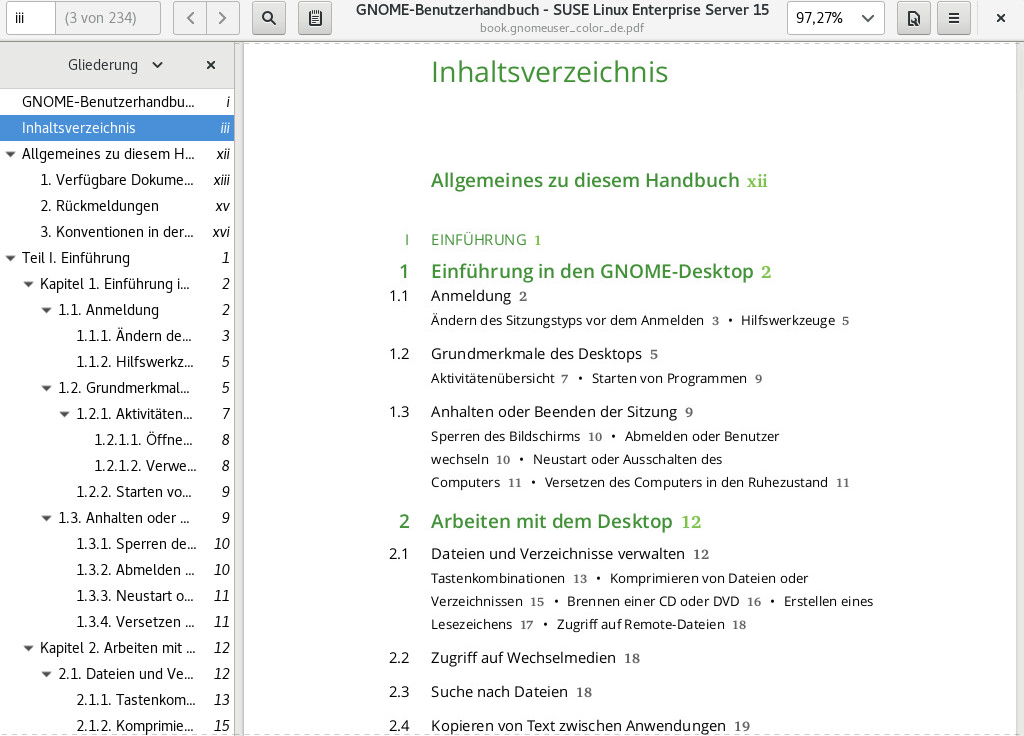 iii (3 von 234) GNOME-Benutzerhandbuch - SUSE Linux Enterprise Server 15 97,27%
book.gnomeuser_color_de.pdf
Gliederung
GNOME-Benutzerhandbu... i
Inhaltsverzeichnis iii
Allgemeines zu diesem H... xii
1. Verfügbare Dokume... xiii
2. Rückmeldungen xv
3. Konventionen in der... xvi
Teil I. Einführung 1
Kapitel 1. Einführung i... 2
1.1. Anmeldung 2
1.1.1. Ändern de... 3
1.1.2. Hilfswerkz... 5
1.2. Grundmerkmal... 5
1.2.1. Aktivitäten... 7
1.2.1.1. Öffne... 8
1.2.1.2. Verwe... 8
1.2.2. Starten vo... 9
1.3. Anhalten oder ... 9
1.3.1. Sperren de... 10
1.3.2. Abmelden ... 10
1.3.3. Neustart o... 11
1.3.4. Versetzen ... 11
Kapitel 2. Arbeiten mit ... 12
2.1. Dateien und Ve... 12
2.1.1. Tastenkom... 13
2.1.2. Komprimie... 15
Inhaltsverzeichnis
Allgemeines zu diesem Handbuch xii
I EINFÜHRUNG 1
1 Einführung in den GNOME-Desktop 2
1.1 Anmeldung 2
Ändern des Sitzungstyps vor dem Anmelden 3 • Hilfswerkzeuge 5
1.2 Grundmerkmale des Desktops 5
Aktivitätenübersicht 7 • Starten von Programmen 9
1.3 Anhalten oder Beenden der Sitzung 9
Sperren des Bildschirms 10 • Abmelden oder Benutzer
wechseln 10 • Neustart oder Ausschalten des
Computers 11 • Versetzen des Computers in den Ruhezustand 11
2 Arbeiten mit dem Desktop 12
2.1 Dateien und Verzeichnisse verwalten 12
Tastenkombinationen 13 • Komprimieren von Dateien oder
Verzeichnissen 15 • Brennen einer CD oder DVD 16 • Erstellen eines
Lesezeichens 17 • Zugriff auf Remote-Dateien 18
2.2 Zugriff auf Wechselmedien 18
2.3 Suche nach Dateien 18
2.4 Kopieren von Text zwischen Anwendungen 19